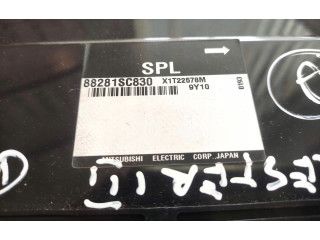 SPL
88281SC830 X1T22578M
9Y10
MITSUBISHI ELECTRIC CORP. JAPAN